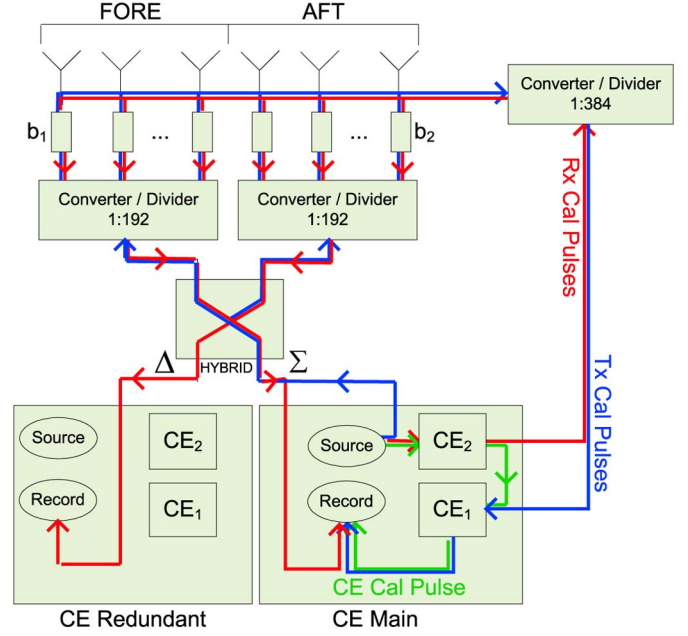 FORE
AFT
Converter / Divider
1:384
b1
...
...
b2
Converter / Divider
1:192
Converter / Divider
1:192
Rx Cal Pulses
Tx Cal Pulses
Δ
HYBRID
Σ
Source
CE2
Record
CE1
Source
CE2
Record
CE1
CE Cal Pulse
CE Redundant
CE Main